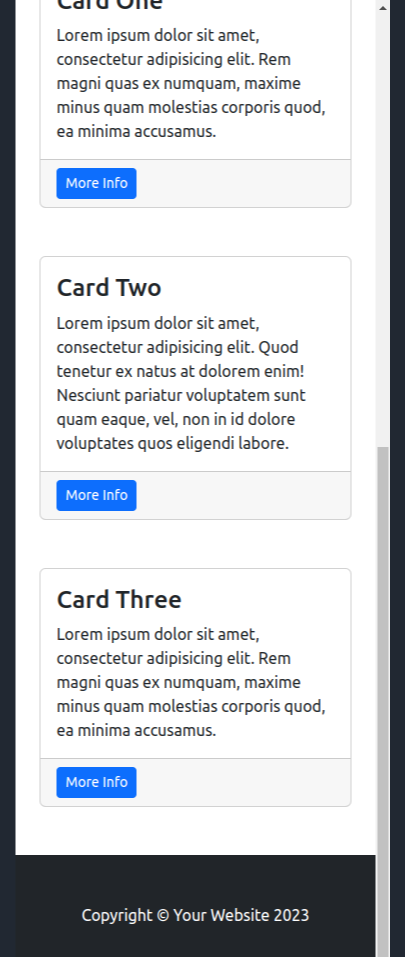 Card One
Lorem ipsum dolor sit amet,
consectetur adipisicing elit. Rem
magni quas ex numquam, maxime
minus quam molestias corporis quod,
ea minima accusamus.
More Info
Card Two
Lorem ipsum dolor sit amet,
consectetur adipisicing elit. Quod
tenetur ex natus at dolorem enim!
Nesciunt pariatur voluptatem sunt
quam eaque, vel, non in id dolore
voluptates quos eligendi labore.
More Info
Card Three
Lorem ipsum dolor sit amet,
consectetur adipisicing elit. Rem
magni quas ex numquam, maxime
minus quam molestias corporis quod,
ea minima accusamus.
More Info
Copyright © Your Website 2023